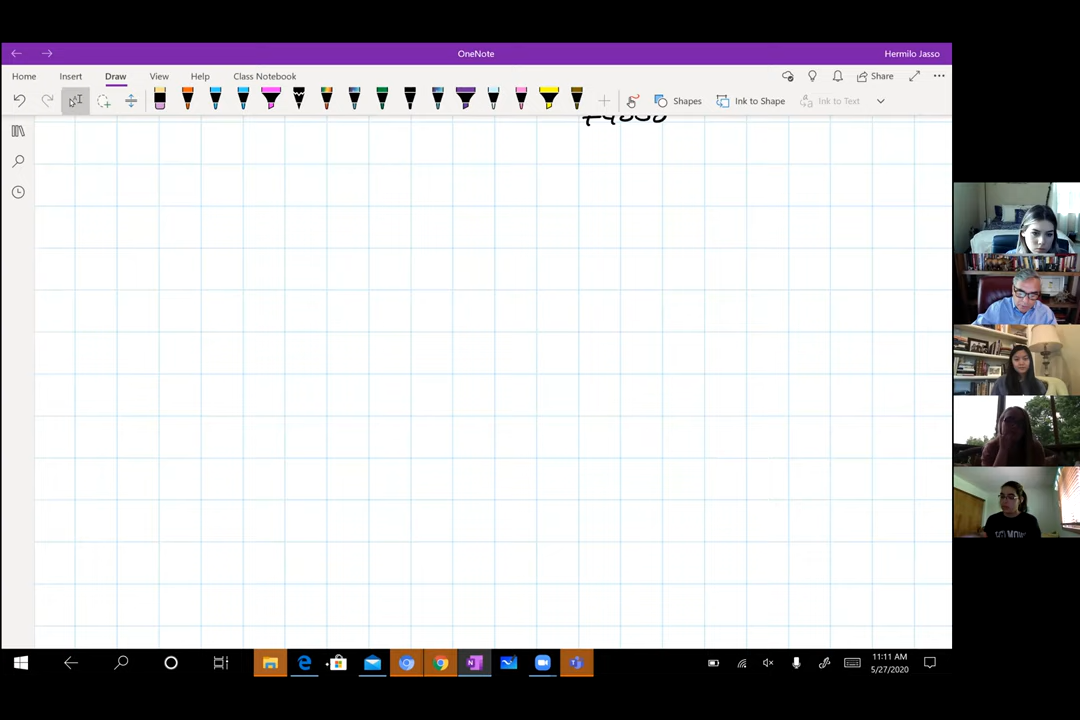 OneNote
Hermilo Jasso
Home Insert Draw View Help Class Notebook Share
Shapes Ink to Shape Ink to Text
11:11 AM
5/27/2020